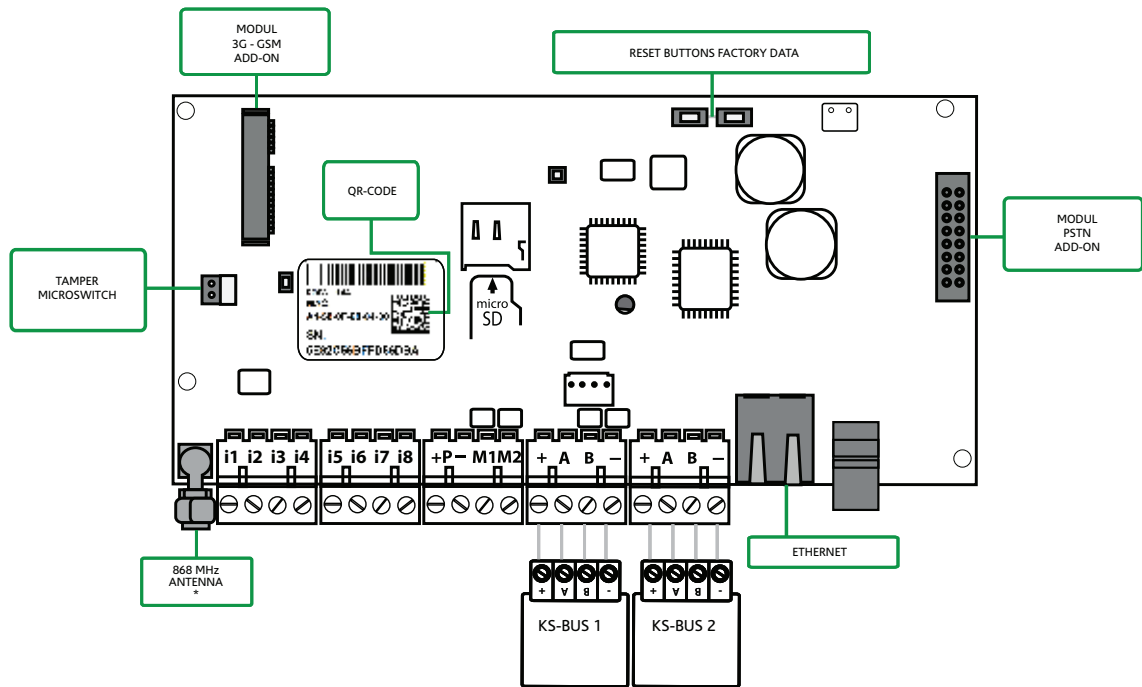 MODUL
3G - GSM
ADD-ON
RESET BUTTONS FACTORY DATA
QR-CODE
MODUL
PSTN
ADD-ON
TAMPER
MICROSWITCH
micro
SD
SN.
i1 i2 i3 i4
i5 i6 i7 i8
+P− M1M2
+ A B −
+ A B −
868 MHz
ANTENNA
*
ETHERNET
+ A B -
+ A B -
KS-BUS 1
KS-BUS 2